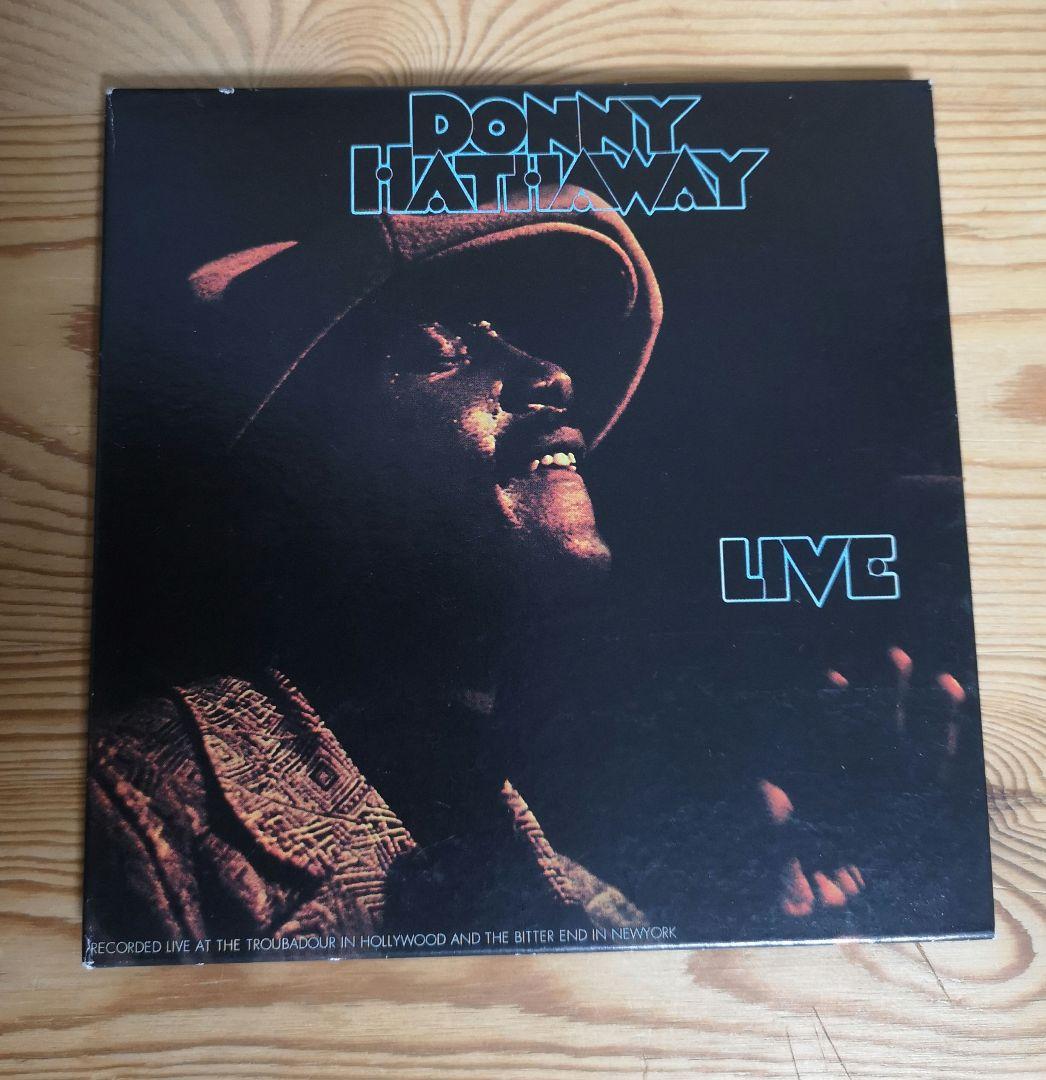 DONNY
HATHAWAY
LIVE
RECORDED LIVE AT THE TROUBADOUR IN HOLLYWOOD AND THE BITTER END IN NEWYORK